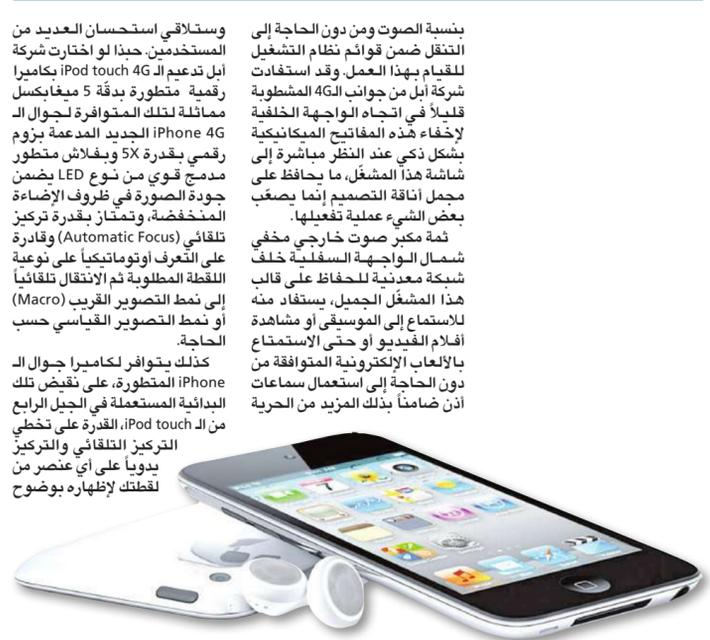 بنسبة الصوت ومن دون الحاجة إلى
التنقل ضمن قوائم نظام التشغيل
للقيام بهذا العمل. وقد استفادت
شركة أبل من جوانب الـ4G المشطوبة
قليلاً في اتجاه الواجهة الخلفية
لإخفاء هذه المفاتيح الميكانيكية
بشكل ذكي عند النظر مباشرة إلى
شاشة هذا المشغّل، ما يحافظ على
مجمل أناقة التصميم إنما يصعّب
بعض الشيء عملية تفعيلها.
ثمة مكبر صوت خارجي مخفي
شمال الواجهة السفلية خلف
شبكة معدنية للحفاظ على قالب
هذا المشغّل الجميل، يستفاد منه
للاستماع إلى الموسيقى أو مشاهدة
أفلام الفيديو أو حتى الاستمتاع
بالألعاب الإلكترونية المتوافقة من
دون الحاجة إلى استعمال سماعات
أذن ضامناً بذلك المزيد من الحرية
وستلاقي استحسان العديد من
المستخدمين. حبذا لو اختارت شركة
أبل تدعيم الـ iPod touch 4G بكاميرا
رقمية متطورة بدقّة 5 ميغابكسل
مماثلة لتلك المتوافرة لجوال الـ
iPhone 4G الجديد المدعمة بزوم
رقمي بقدرة 5X وبفلاش متطور
مدمج قوي من نوع LED يضمن
جودة الصورة في ظروف الإضاءة
المنخفضة، وتمتاز بقدرة تركيز
تلقائي (Automatic Focus) وقادرة
على التعرف أوتوماتيكياً على نوعية
اللقطة المطلوبة ثم الانتقال تلقائياً
إلى نمط التصوير القريب (Macro)
أو نمط التصوير القياسي حسب
الحاجة.
كذلك يتوافر لكاميرا جوال الـ
iPhone المتطورة، على نقيض تلك
البدائية المستعملة في الجيل الرابع
من الـ iPod touch، القدرة على تخطي
التركيز التلقائي والتركيز
يدوياً على أي عنصر من
لقطتك لإظهاره بوضوح